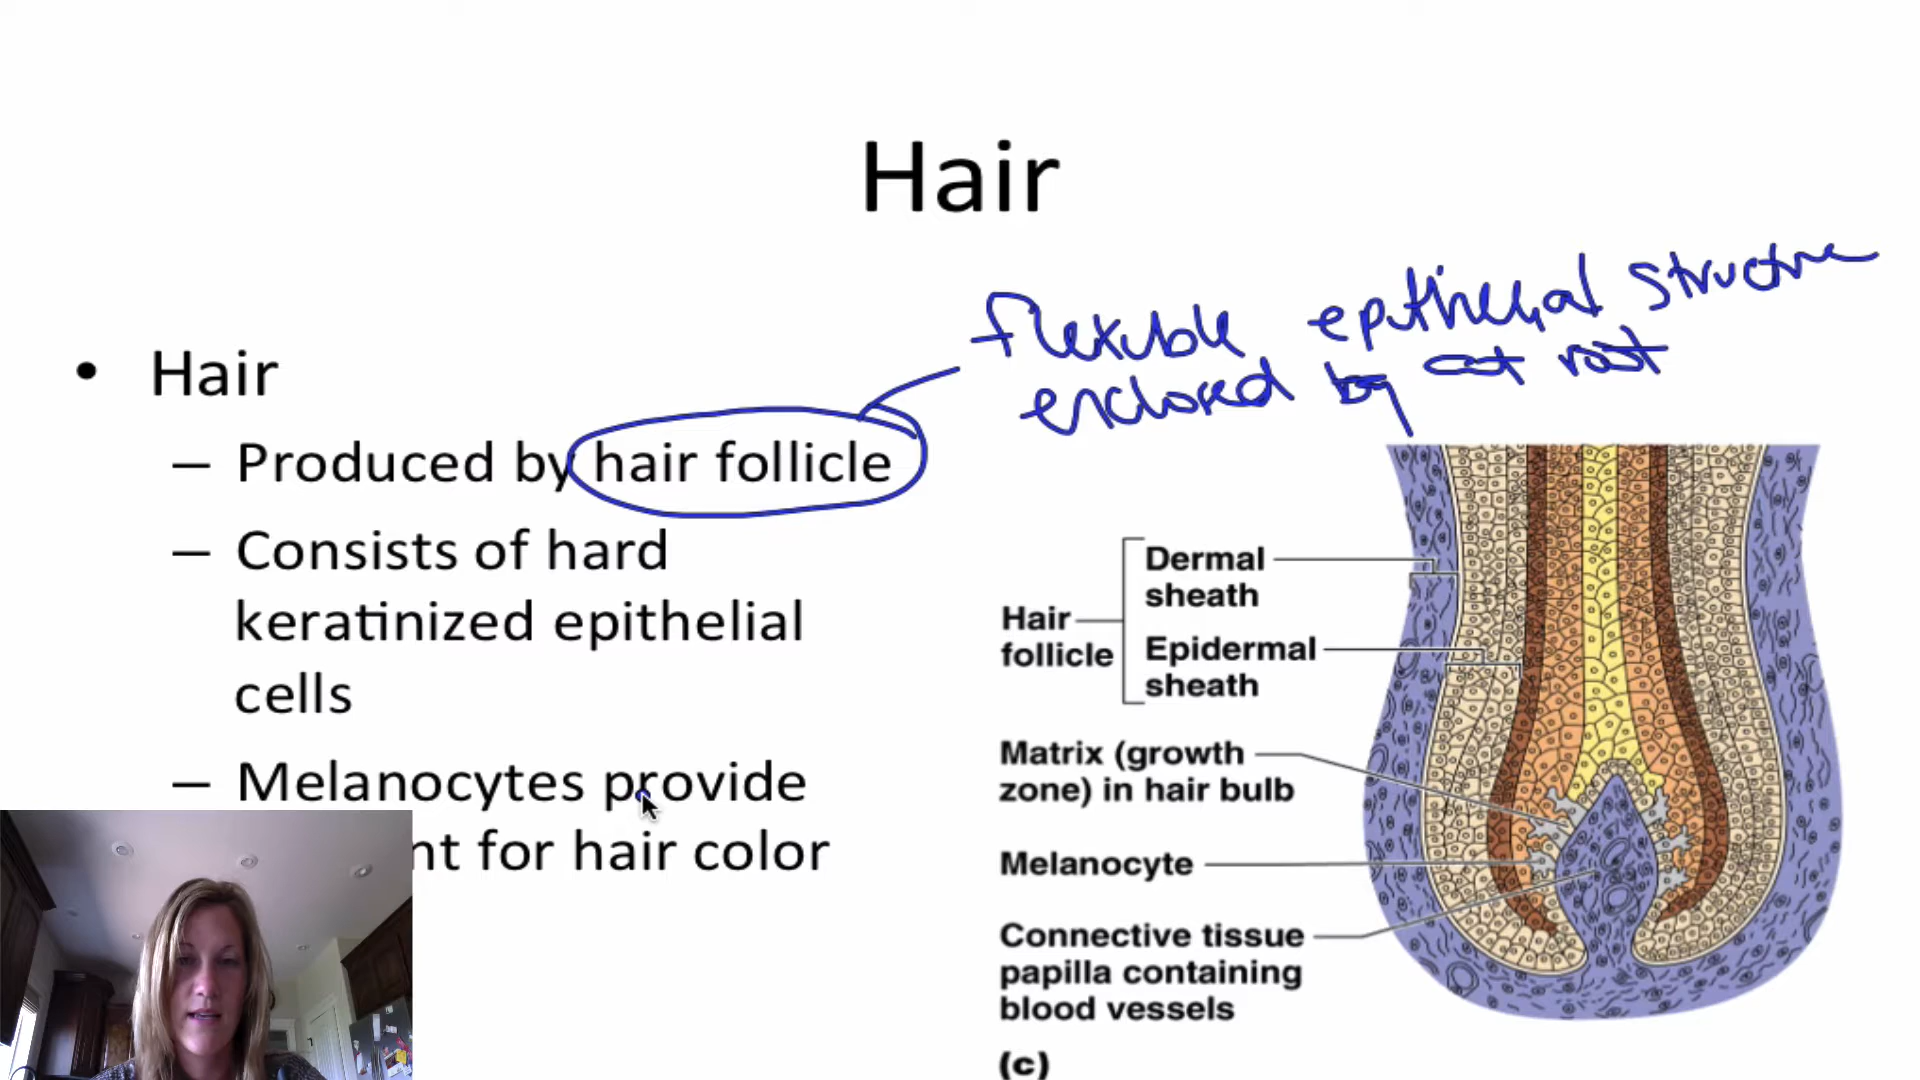 Hair
flexible epithelial structure
enclosed by at root
• Hair
– Produced by hair follicle
– Consists of hard
keratinized epithelial
cells
– Melanocytes provide
nt for hair color
Dermal
sheath
Hair
follicle
Epidermal
sheath
Matrix (growth
zone) in hair bulb
Melanocyte
Connective tissue
papilla containing
blood vessels
(c)